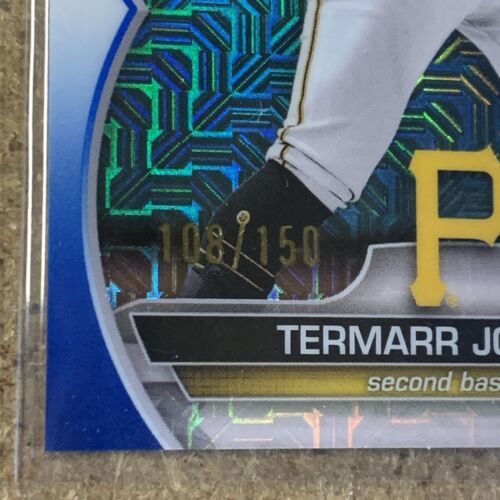 108/150
P
TERMARR JO
second bas